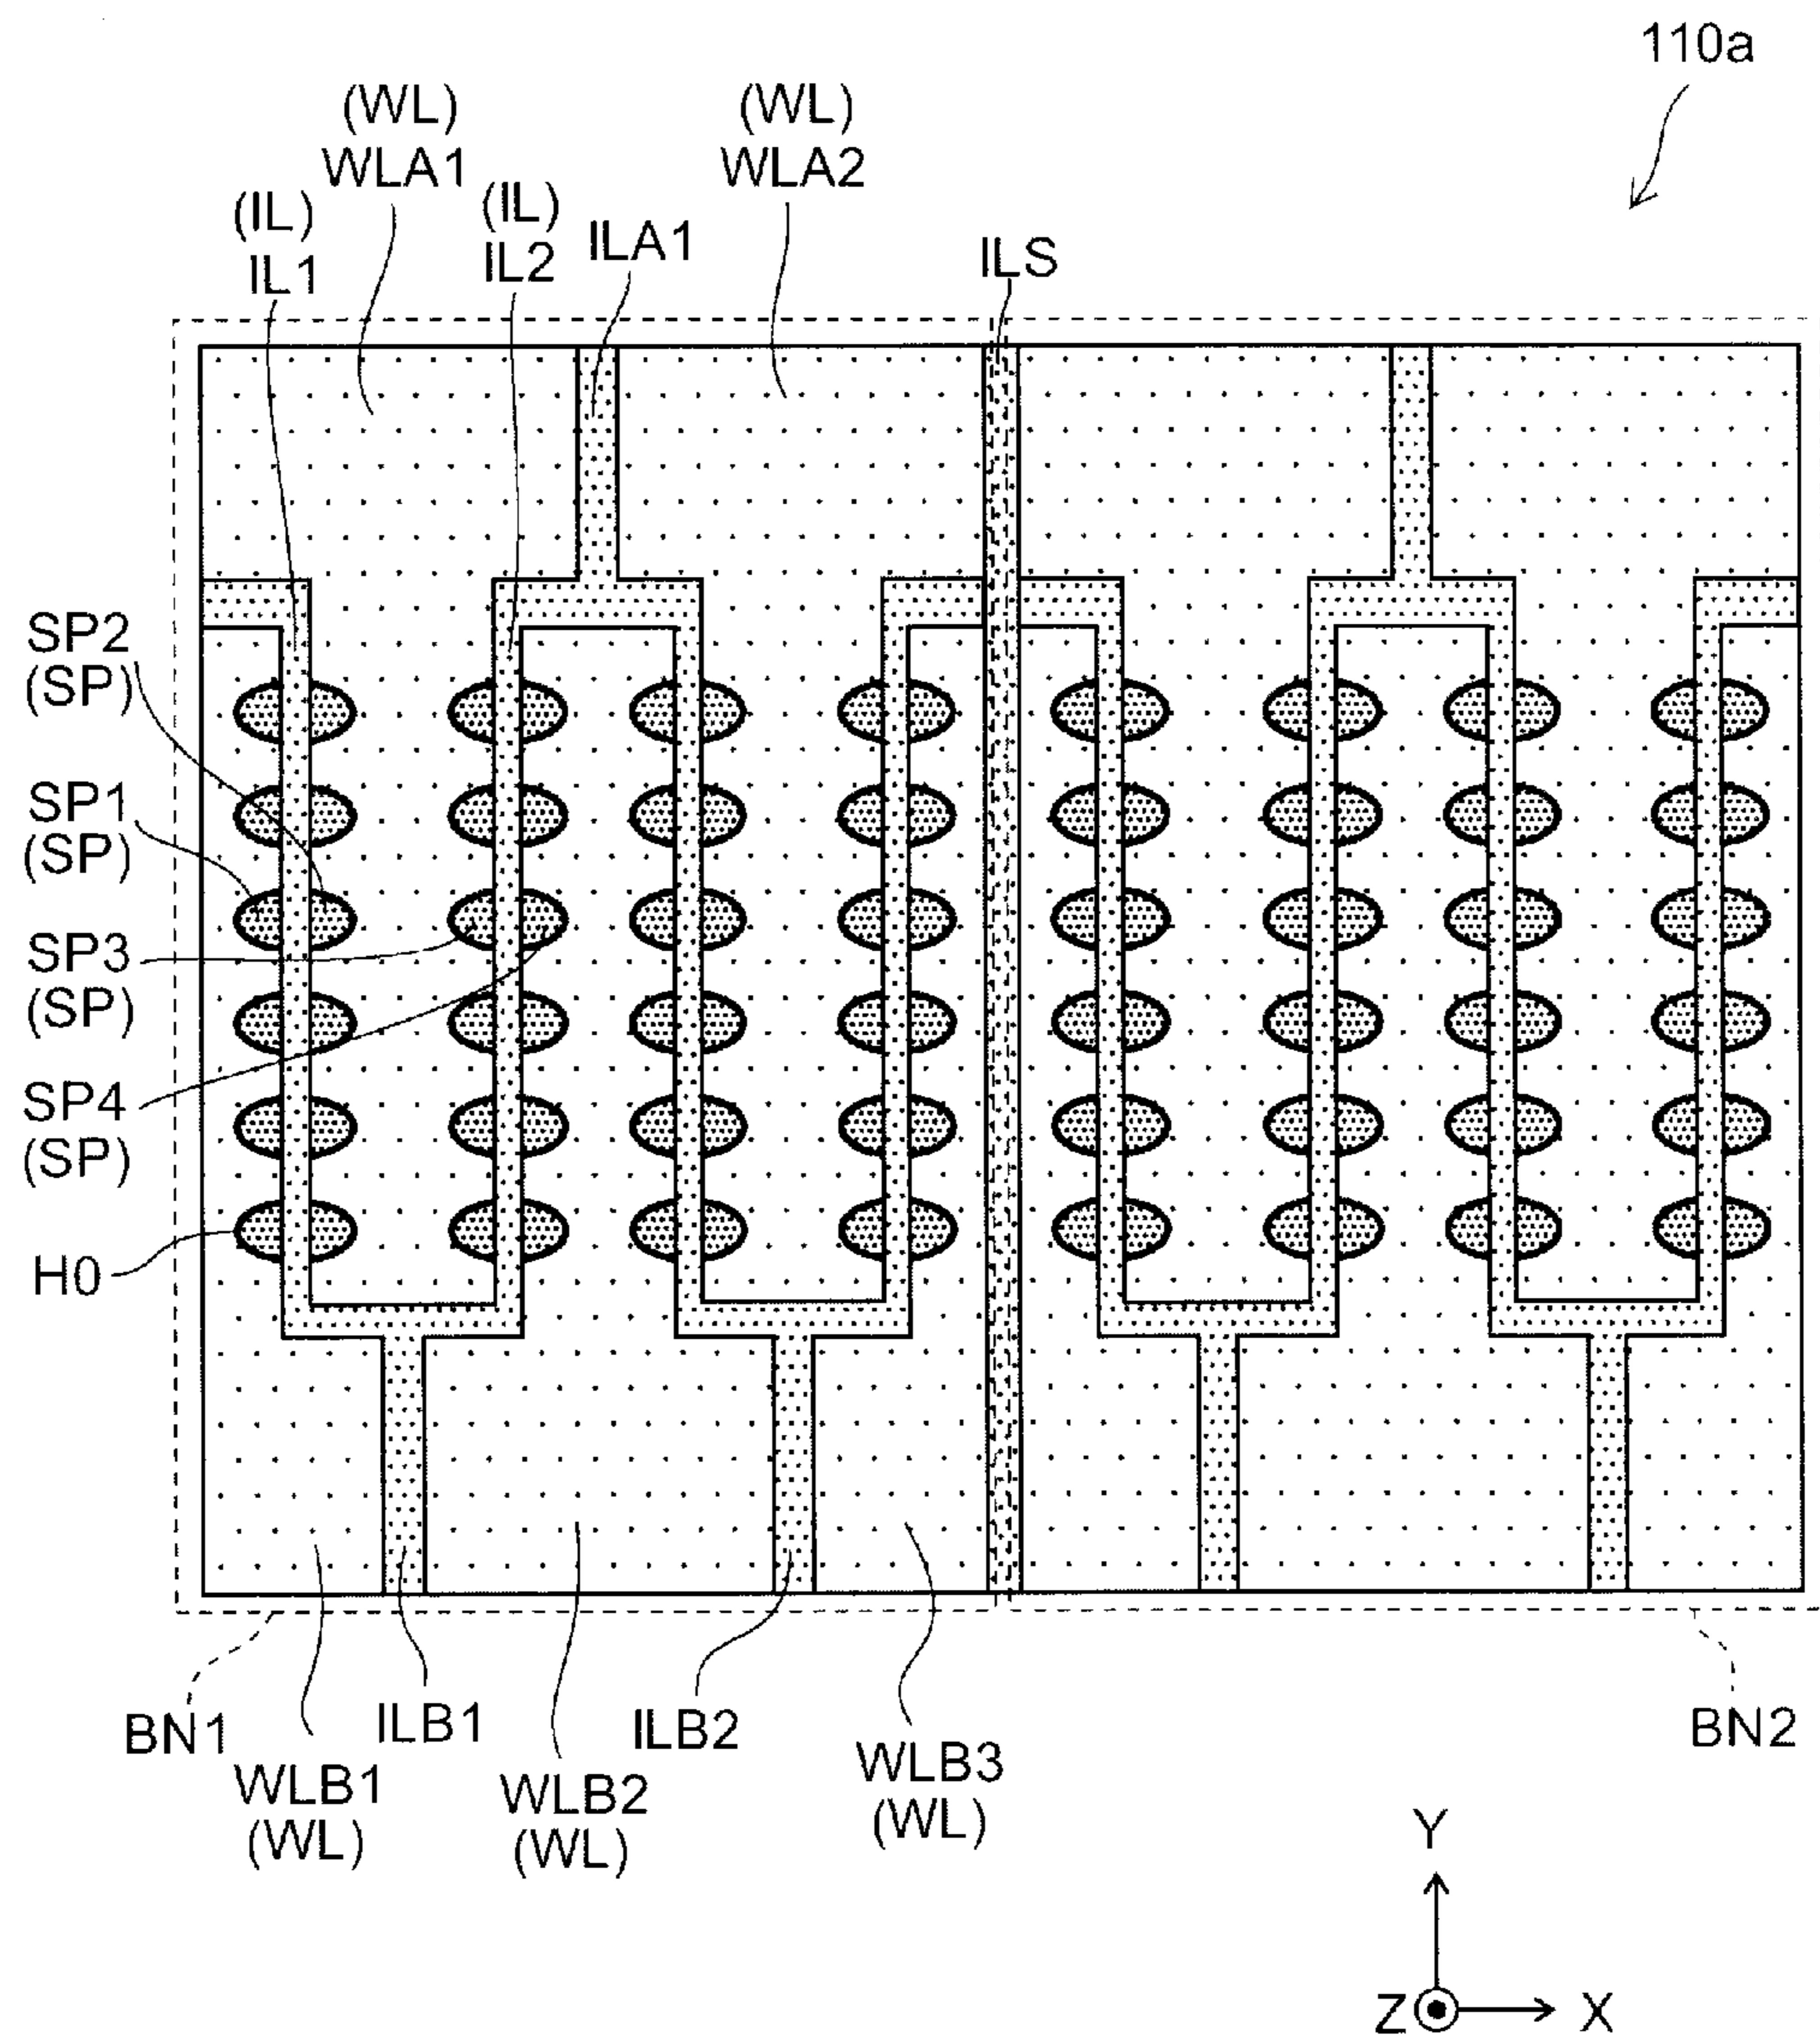 110a
(WL)
WLA1
(WL)
WLA2
(IL)
IL1
(IL)
IL2
ILA1
ILS
SP2
(SP)
SP1
(SP)
SP3
(SP)
SP4
(SP)
H0
BN1
WLB1
(WL)
ILB1
WLB2
(WL)
ILB2
WLB3
(WL)
BN2
Y
Z
X